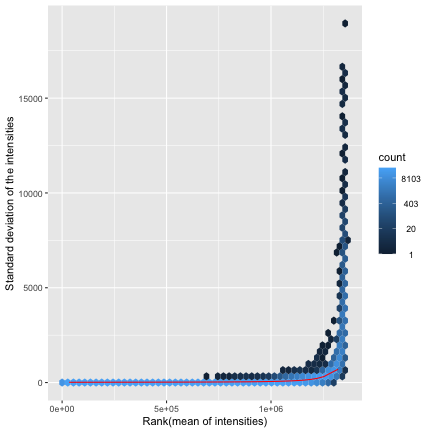 Standard deviation of the intensities
15000
10000
5000
0
0e+00
5e+05
1e+06
Rank(mean of intensities)
count
8103
403
20
1